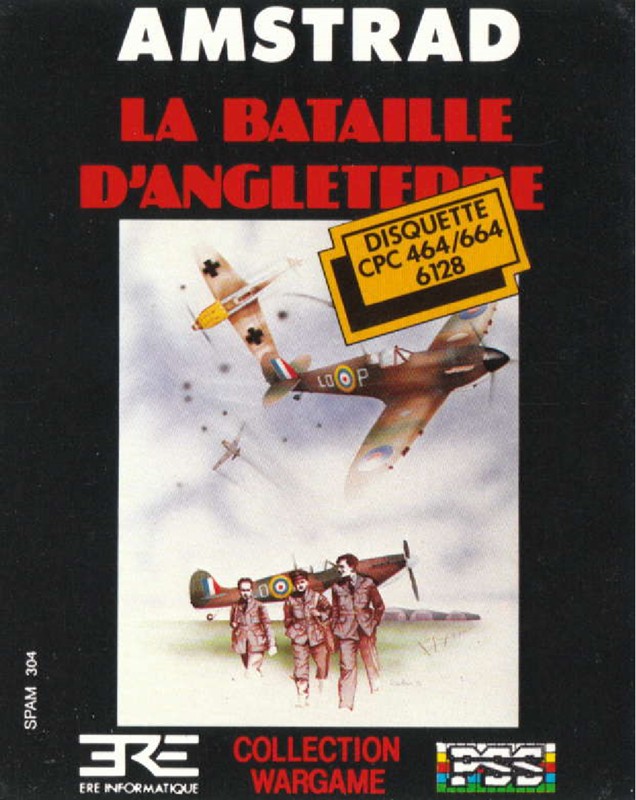 AMSTRAD
LA BATAILLE
D'ANGLETERRE
DISQUETTE
CPC 464/664
6128
LO P
O
SPAM 304
ERE
ERE INFORMATIQUE
COLLECTION
WARGAME
PSS